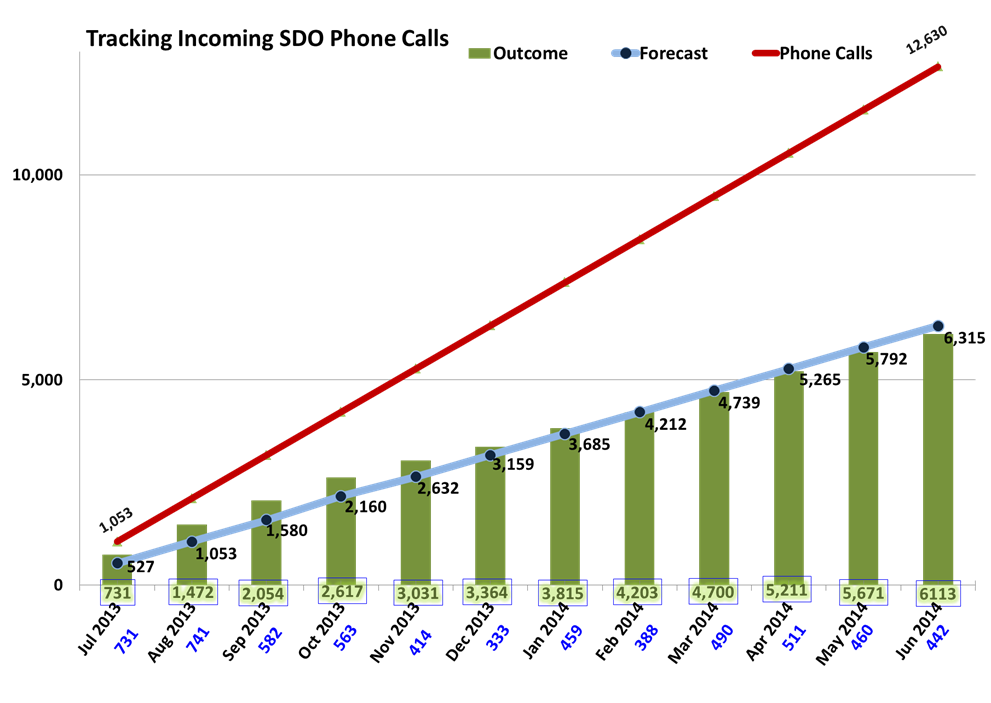 Tracking Incoming SDO Phone Calls
Outcome Forecast Phone Calls
12,630
10,000
5,000
0
1,053
527 1,053 1,580 2,160 2,632 3,159 3,685 4,212 4,739 5,265 5,792 6,315
731 1,472 2,054 2,617 3,031 3,364 3,815 4,203 4,700 5,211 5,671 6113
Jul 2013 Aug 2013 Sep 2013 Oct 2013 Nov 2013 Dec 2013 Jan 2014 Feb 2014 Mar 2014 Apr 2014 May 2014 Jun 2014
731 741 582 563 414 333 459 388 490 511 460 442